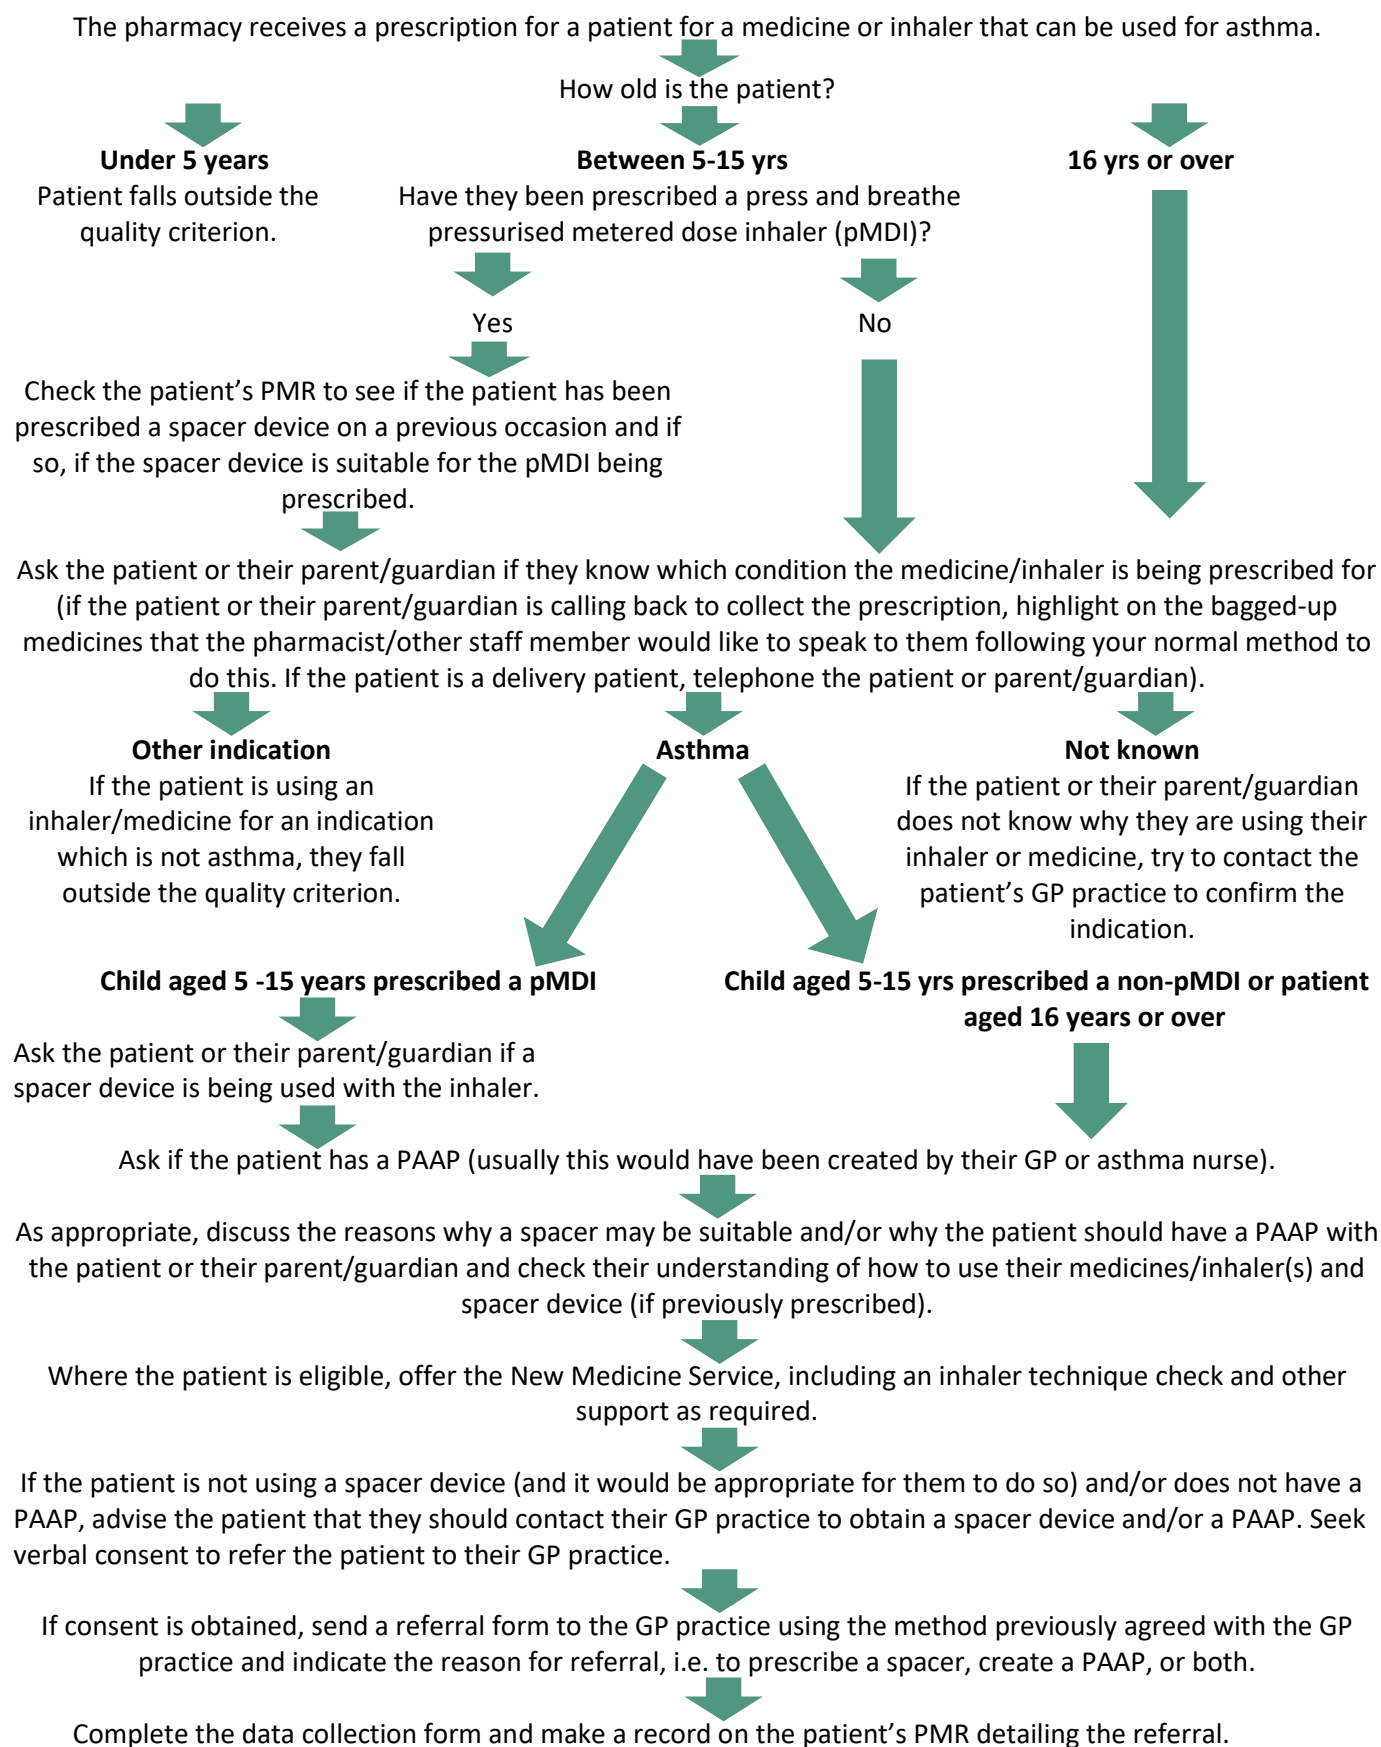 The pharmacy receives a prescription for a patient for a medicine or inhaler that can be used for asthma.
How old is the patient?
Under 5 years
Patient falls outside the
quality criterion.
Between 5-15 yrs
Have they been prescribed a press and breathe
pressurised metered dose inhaler (pMDI)?
16 yrs or over
Yes
No
Check the patient's PMR to see if the patient has been
prescribed a spacer device on a previous occasion and if
so, if the spacer device is suitable for the pMDI being
prescribed.
Ask the patient or their parent/guardian if they know which condition the medicine/inhaler is being prescribed for
(if the patient or their parent/guardian is calling back to collect the prescription, highlight on the bagged-up
medicines that the pharmacist/other staff member would like to speak to them following your normal method to
do this. If the patient is a delivery patient, telephone the patient or parent/guardian).
Other indication
If the patient is using an
inhaler/medicine for an indication
which is not asthma, they fall
outside the quality criterion.
Asthma
Not known
If the patient or their parent/guardian
does not know why they are using their
inhaler or medicine, try to contact the
patient's GP practice to confirm the
indication.
Child aged 5 -15 years prescribed a pMDI
Child aged 5-15 yrs prescribed a non-pMDI or patient
aged 16 years or over
Ask the patient or their parent/guardian if a
spacer device is being used with the inhaler.
Ask if the patient has a PAAP (usually this would have been created by their GP or asthma nurse).
As appropriate, discuss the reasons why a spacer may be suitable and/or why the patient should have a PAAP with
the patient or their parent/guardian and check their understanding of how to use their medicines/inhaler(s) and
spacer device (if previously prescribed).
Where the patient is eligible, offer the New Medicine Service, including an inhaler technique check and other
support as required.
If the patient is not using a spacer device (and it would be appropriate for them to do so) and/or does not have a
PAAP, advise the patient that they should contact their GP practice to obtain a spacer device and/or a PAAP. Seek
verbal consent to refer the patient to their GP practice.
If consent is obtained, send a referral form to the GP practice using the method previously agreed with the GP
practice and indicate the reason for referral, i.e. to prescribe a spacer, create a PAAP, or both.
Complete the data collection form and make a record on the patient's PMR detailing the referral.